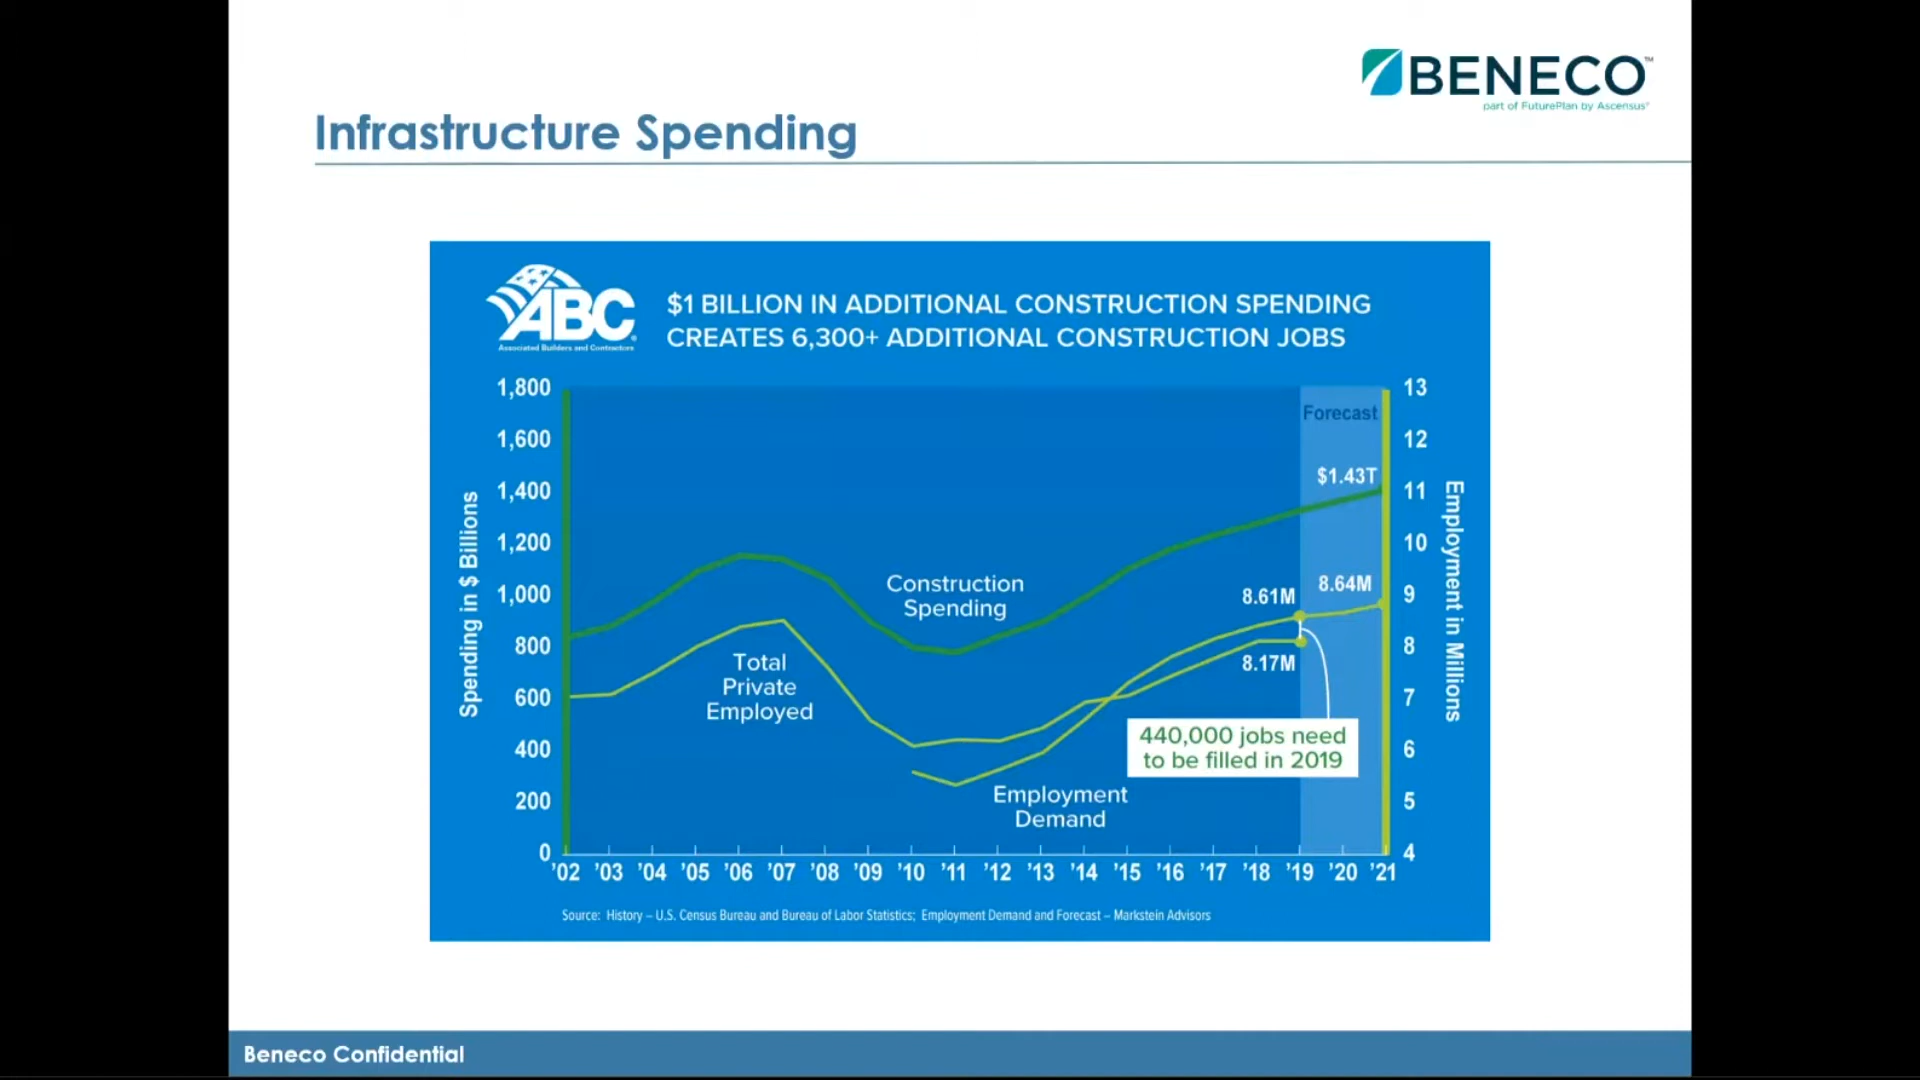 BENECO™
part of FuturePlan by Ascensus®
Infrastructure Spending
ABC®
Associated Builders and Contractors
$1 BILLION IN ADDITIONAL CONSTRUCTION SPENDING
CREATES 6,300+ ADDITIONAL CONSTRUCTION JOBS
Spending in $ Billions
1,800
1,600
1,400
1,200
1,000
800
600
400
200
0
Forecast
$1.43T
Construction
Spending
8.61M
8.64M
8.17M
Total
Private
Employed
440,000 jobs need
to be filled in 2019
Employment
Demand
13
12
11
10
9
8
7
6
5
4
Employment in Millions
’02 ’03 ’04 ’05 ’06 ’07 ’08 ’09 ’10 ’11 ’12 ’13 ’14 ’15 ’16 ’17 ’18 ’19 ’20 ’21
Source: History – U.S. Census Bureau and Bureau of Labor Statistics; Employment Demand and Forecast – Markstein Advisors
Beneco Confidential